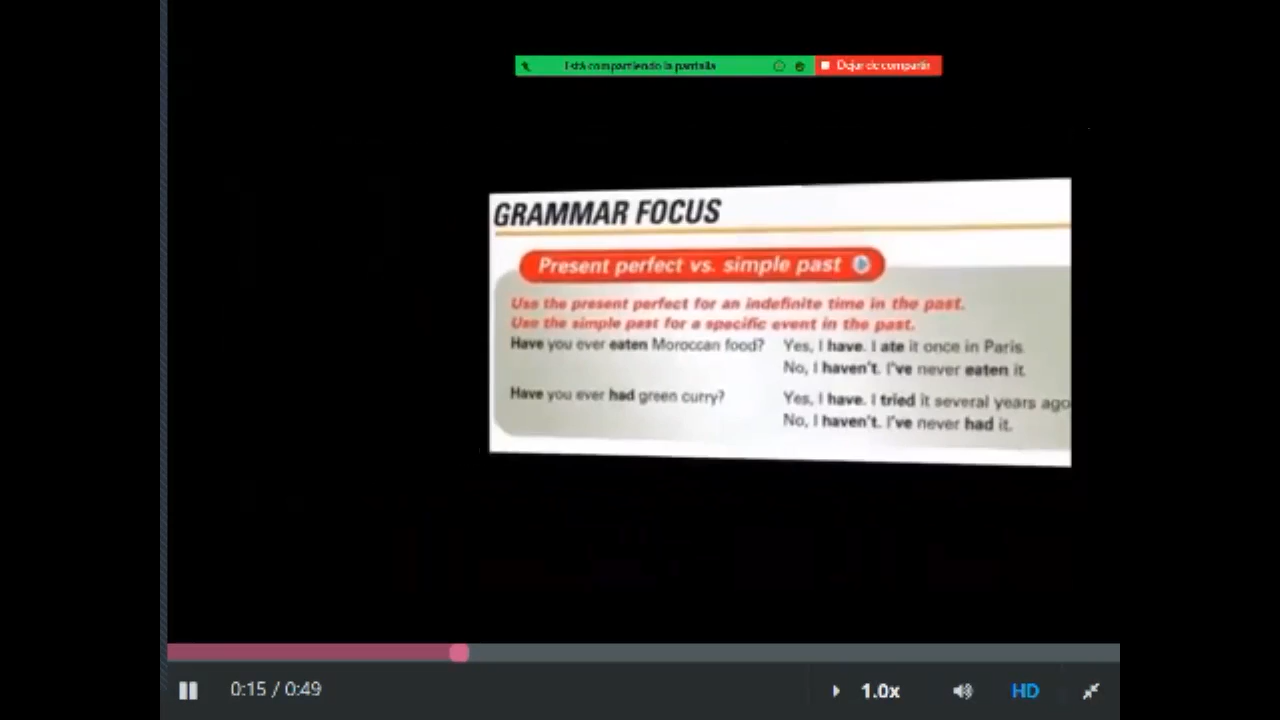 Está compartiendo la pantalla
Dejar de compartir
GRAMMAR FOCUS
Present perfect vs. simple past
Use the present perfect for an indefinite time in the past.
Use the simple past for a specific event in the past.
Have you ever eaten Moroccan food? Yes, I have. I ate it once in Paris
No, I haven't. I've never eaten it.
Have you ever had green curry? Yes, I have. I tried it several years ago
No, I haven't. I've never had it.
0:15 / 0:49
1.0x
HD